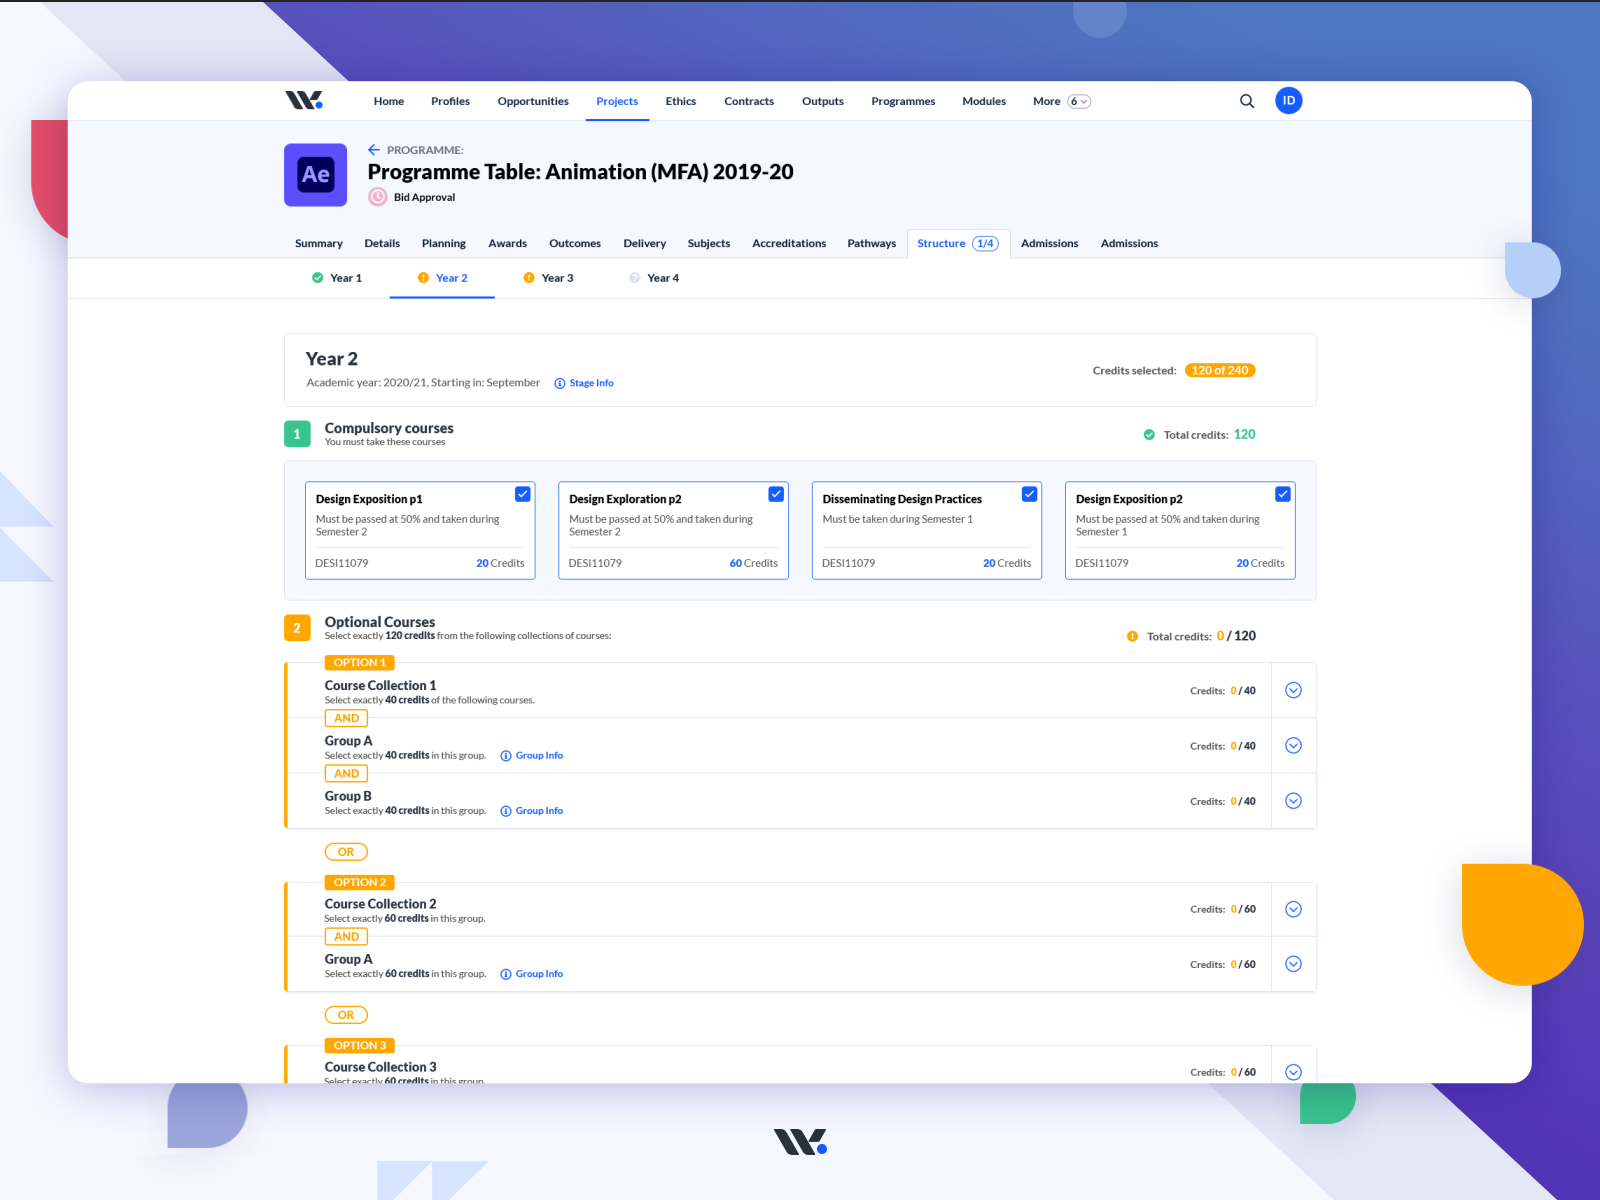 Home Profiles Opportunities Projects Ethics Contracts Outputs Programmes Modules More 6 ID
PROGRAMME:
Ae
Programme Table: Animation (MFA) 2019-20
Bid Approval
Summary Details Planning Awards Outcomes Delivery Subjects Accreditations Pathways Structure 1/4 Admissions Admissions
Year 1 Year 2 Year 3 Year 4
Year 2
Academic year: 2020/21, Starting in: September Stage Info
Credits selected: 120 of 240
1
Compulsory courses
You must take these courses
Total credits: 120
Design Exposition p1
Must be passed at 50% and taken during
Semester 2
DESI11079 20 Credits
Design Exploration p2
Must be passed at 50% and taken during
Semester 2
DESI11079 60 Credits
Disseminating Design Practices
Must be taken during Semester 1
DESI11079 20 Credits
Design Exposition p2
Must be passed at 50% and taken during
Semester 1
DESI11079 20 Credits
2
Optional Courses
Select exactly 120 credits from the following collections of courses:
Total credits: 0 / 120
OPTION 1
Course Collection 1
Select exactly 40 credits of the following courses.
Credits: 0 / 40
AND
Group A
Select exactly 40 credits in this group. Group Info
Credits: 0 / 40
AND
Group B
Select exactly 40 credits in this group. Group Info
Credits: 0 / 40
OR
OPTION 2
Course Collection 2
Select exactly 60 credits in this group.
Credits: 0 / 60
AND
Group A
Select exactly 60 credits in this group. Group Info
Credits: 0 / 60
OR
OPTION 3
Course Collection 3
Select exactly 60 credits in this group
Credits: 0 / 60